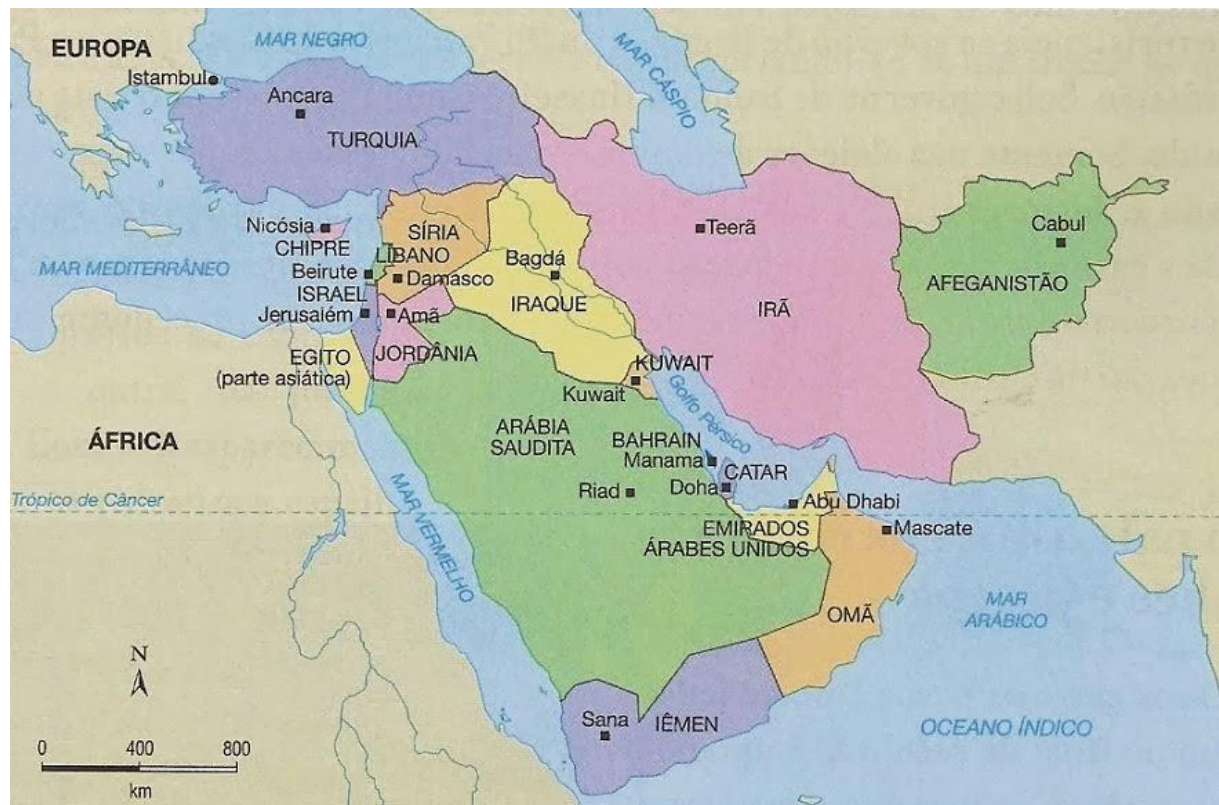 MAR NEGRO
EUROPA
Istambul
Ancara
TURQUIA
MAR CÁSPIO
Nicósia
CHIPRE
SÍRIA
LÍBANO
Beirute
Damasco
MAR MEDITERRÂNEO
ISRAEL
Jerusalém
Amã
JORDÂNIA
EGITO
(parte asiática)
Bagdá
IRAQUE
Teerã
IRÃ
Cabul
AFEGANISTÃO
KUWAIT
Kuwait
Golfo Pérsico
ÁFRICA
ARÁBIA
SAUDITA
BAHRAIN
Manama
CATAR
Doha
Riad
Abu Dhabi
Trópico de Câncer
MAR VERMELHO
EMIRADOS
ÁRABES UNIDOS
Mascate
OMÃ
MAR
ARÁBICO
N
Sana
IÊMEN
OCEANO ÍNDICO
0 400 800
km